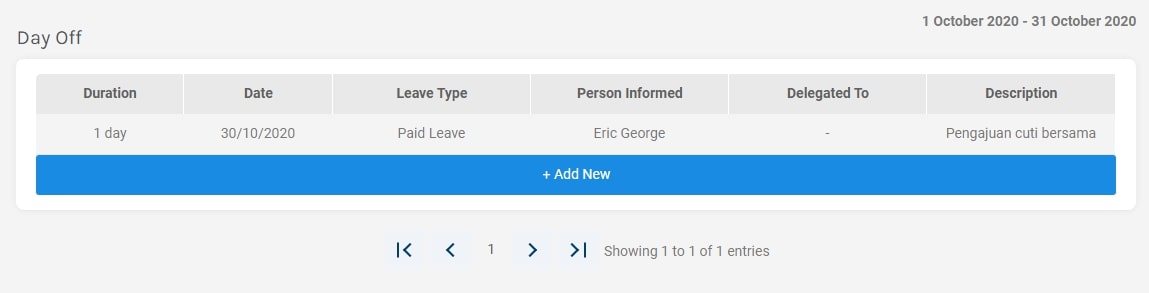 1 October 2020 - 31 October 2020
Day Off
Duration Date Leave Type Person Informed Delegated To Description
1 day 30/10/2020 Paid Leave Eric George - Pengajuan cuti bersama
+ Add New
1 Showing 1 to 1 of 1 entries